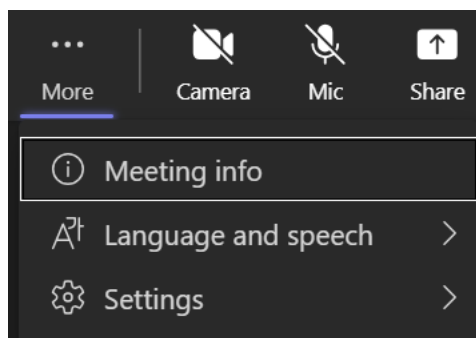 More Camera Mic Share
Meeting info
Language and speech
Settings